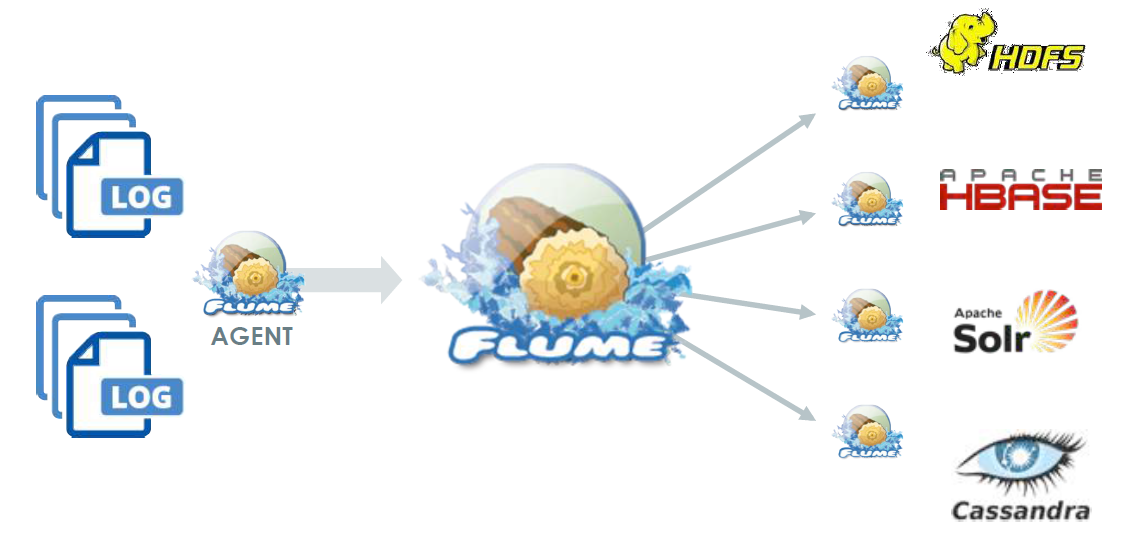 LOG
LOG
FLUME
AGENT
FLUME
FLUME
HDFS
FLUME
APACHE
HBASE
FLUME
Apache
Solr
FLUME
Cassandra